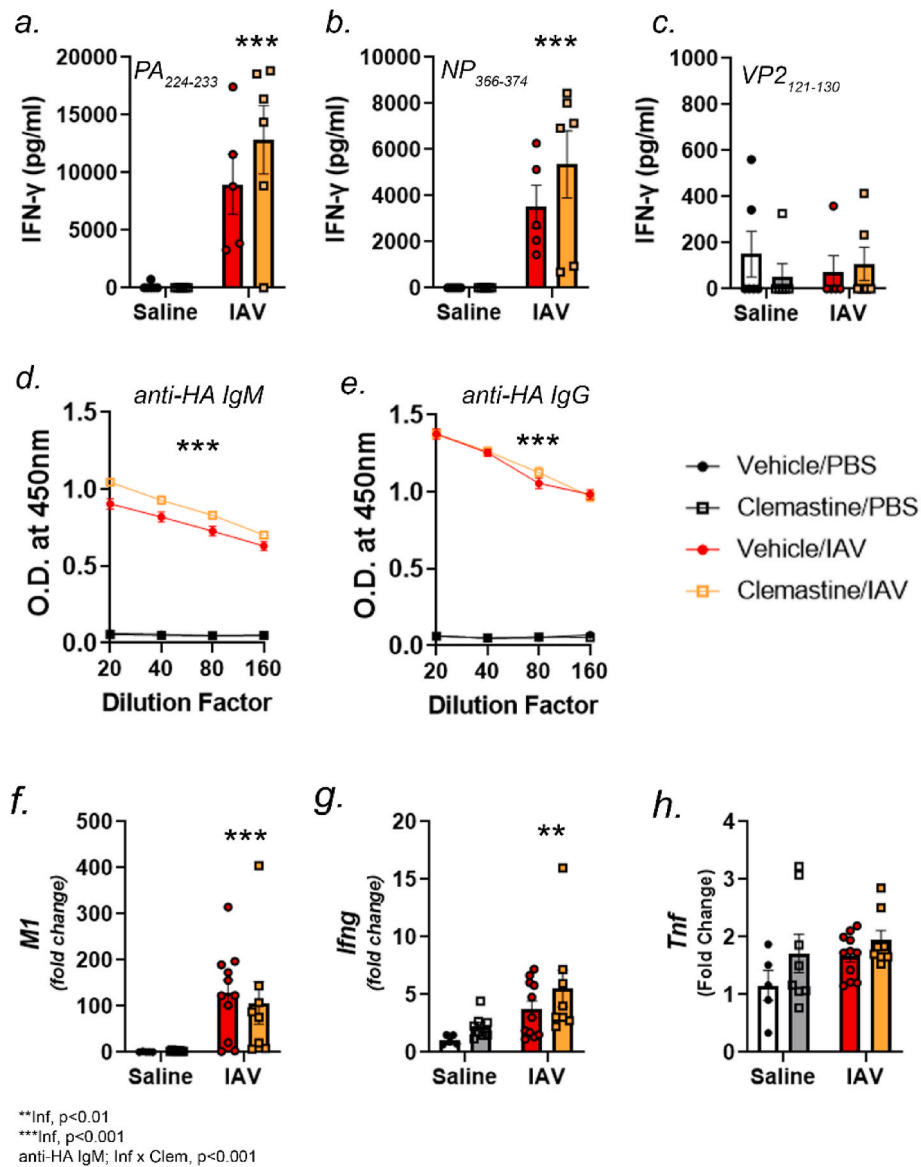 a.
***
20000
PA224-233
15000
10000
5000
0
IFN-γ (pg/ml)
Saline IAV
b.
***
10000
NP366-374
8000
6000
4000
2000
0
IFN-γ (pg/ml)
Saline IAV
c.
1000
VP2121-130
800
600
400
200
0
IFN-γ (pg/ml)
Saline IAV
d.
anti-HA IgM
***
1.5
1.0
0.5
0.0
O.D. at 450nm
20 40 80 160
Dilution Factor
e.
anti-HA IgG
***
1.5
1.0
0.5
0.0
O.D. at 450nm
20 40 80 160
Dilution Factor
Vehicle/PBS
Clemastine/PBS
Vehicle/IAV
Clemastine/IAV
f.
***
500
400
300
200
100
0
M1
(fold change)
Saline IAV
g.
**
20
15
10
5
0
Ifng
(fold change)
Saline IAV
h.
4
3
2
1
0
Tnf
(Fold Change)
Saline IAV
**Inf, p<0.01
***Inf, p<0.001
anti-HA IgM; Inf x Clem, p<0.001